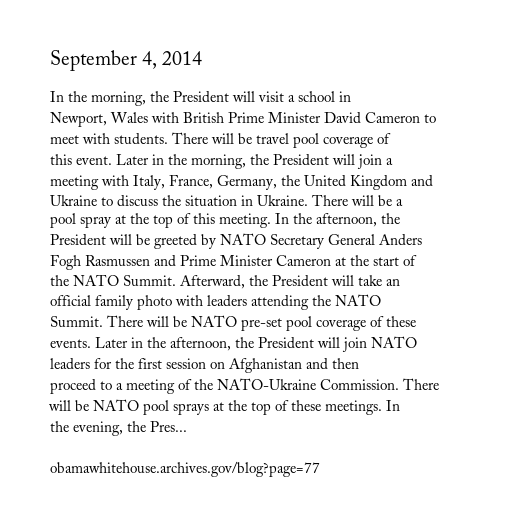 September 4, 2014
In the morning, the President will visit a school in
Newport, Wales with British Prime Minister David Cameron to
meet with students. There will be travel pool coverage of
this event. Later in the morning, the President will join a
meeting with Italy, France, Germany, the United Kingdom and
Ukraine to discuss the situation in Ukraine. There will be a
pool spray at the top of this meeting. In the afternoon, the
President will be greeted by NATO Secretary General Anders
Fogh Rasmussen and Prime Minister Cameron at the start of
the NATO Summit. Afterward, the President will take an
official family photo with leaders attending the NATO
Summit. There will be NATO pre-set pool coverage of these
events. Later in the afternoon, the President will join NATO
leaders for the first session on Afghanistan and then
proceed to a meeting of the NATO-Ukraine Commission. There
will be NATO pool sprays at the top of these meetings. In
the evening, the Pres...
obamawhitehouse.archives.gov/blog?page=77